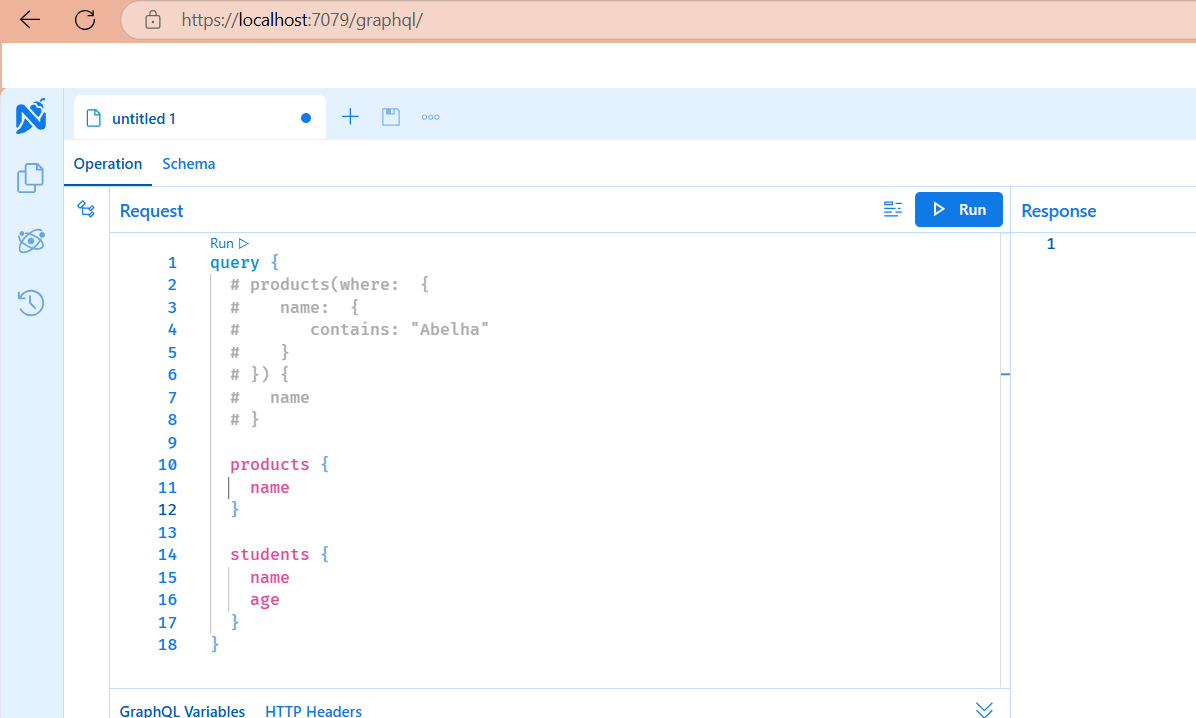 https://localhost:7079/graphql/
untitled 1
Operation Schema
Request Run Response
Run ▷ 1
1 query {
2 # products(where:  {
3 #    name:  {
4 #       contains: "Abelha"
5 #    }
6 # }) {
7 #   name
8 # }
9
10 products {
11 name
12 }
13
14 students {
15 name
16 age
17 }
18 }
GraphQL Variables HTTP Headers